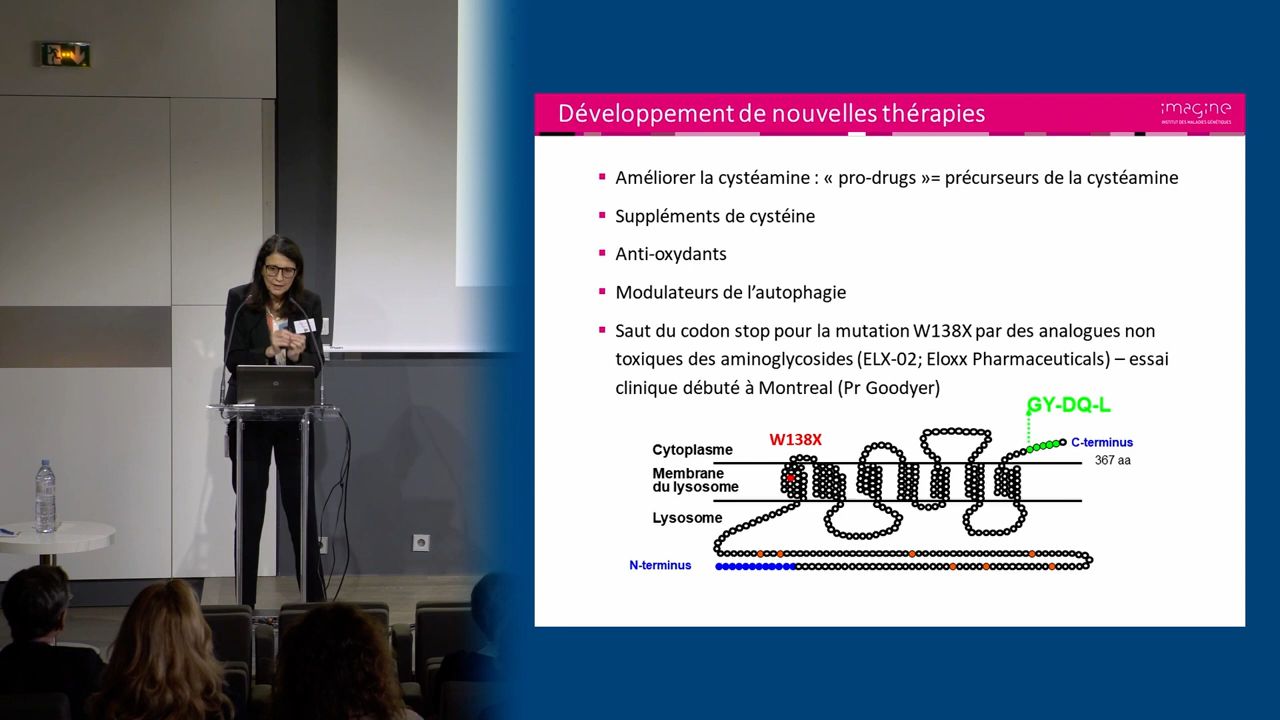 Développement de nouvelles thérapies
imagine
INSTITUT DES MALADIES GÉNÉTIQUES
Améliorer la cystéamine : « pro-drugs »= précurseurs de la cystéamine
Suppléments de cystéine
Anti-oxydants
Modulateurs de l’autophagie
Saut du codon stop pour la mutation W138X par des analogues non
toxiques des aminoglycosides (ELX-02; Eloxx Pharmaceuticals) – essai
clinique débuté à Montreal (Pr Goodyer)
GY-DQ-L
W138X
C-terminus
367 aa
Cytoplasme
Membrane
du lysosome
Lysosome
N-terminus